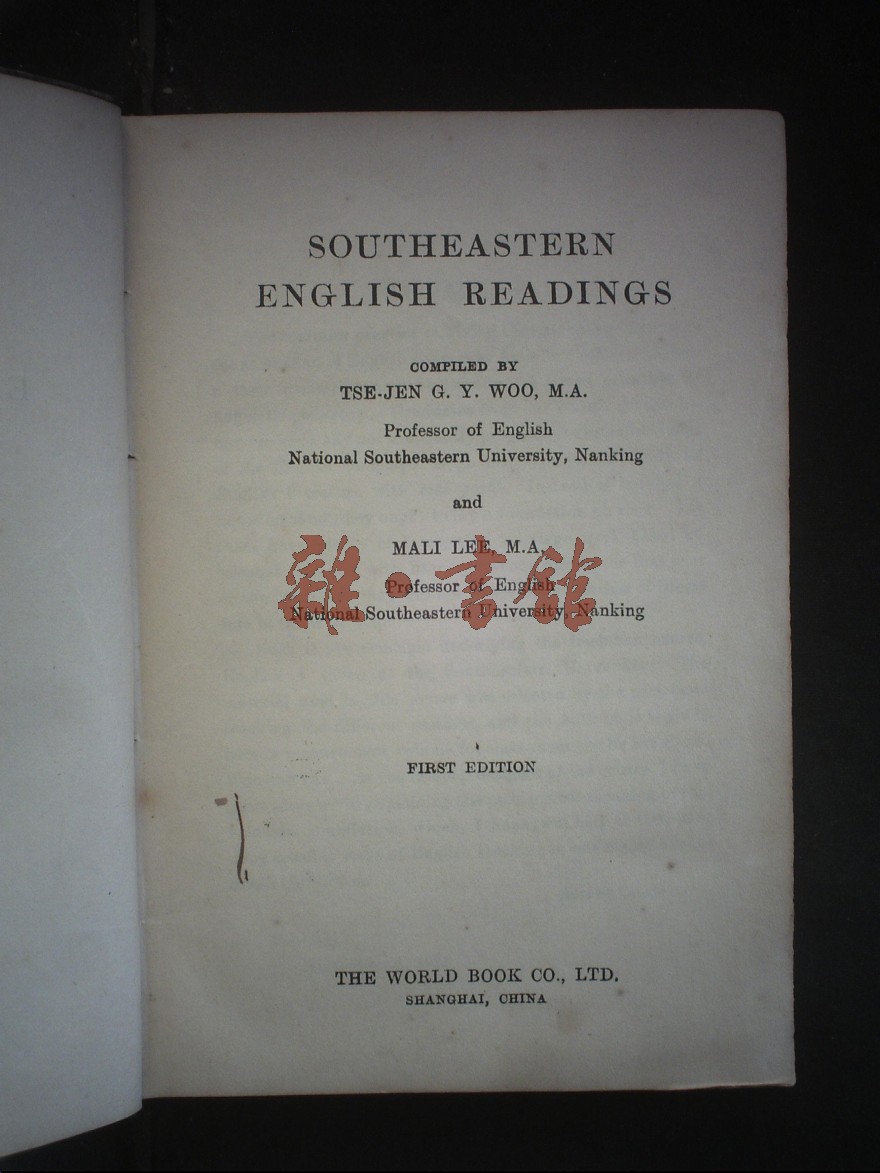 SOUTHEASTERN
ENGLISH READINGS
COMPILED BY
TSE-JEN G. Y. WOO, M.A.
Professor of English
National Southeastern University, Nanking
and
MALI LEE, M.A.
Professor of English
National Southeastern University, Nanking
雜·書館
FIRST EDITION
THE WORLD BOOK CO., LTD.
SHANGHAI, CHINA